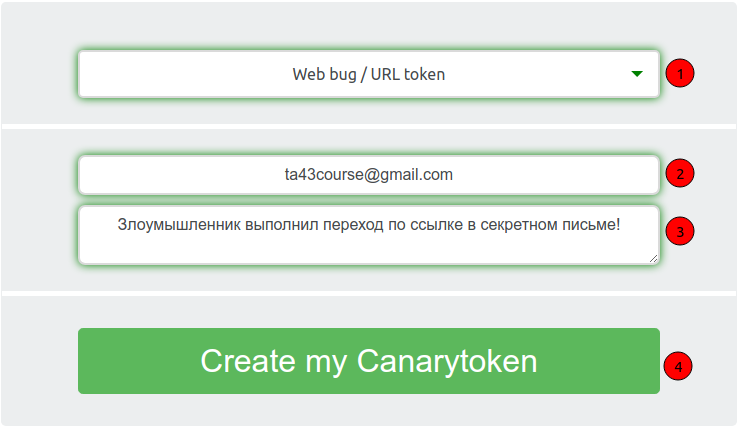 Web bug / URL token
1
ta43course@gmail.com
2
Злоумышленник выполнил переход по ссылке в секретном письме!
3
Create my Canarytoken
4